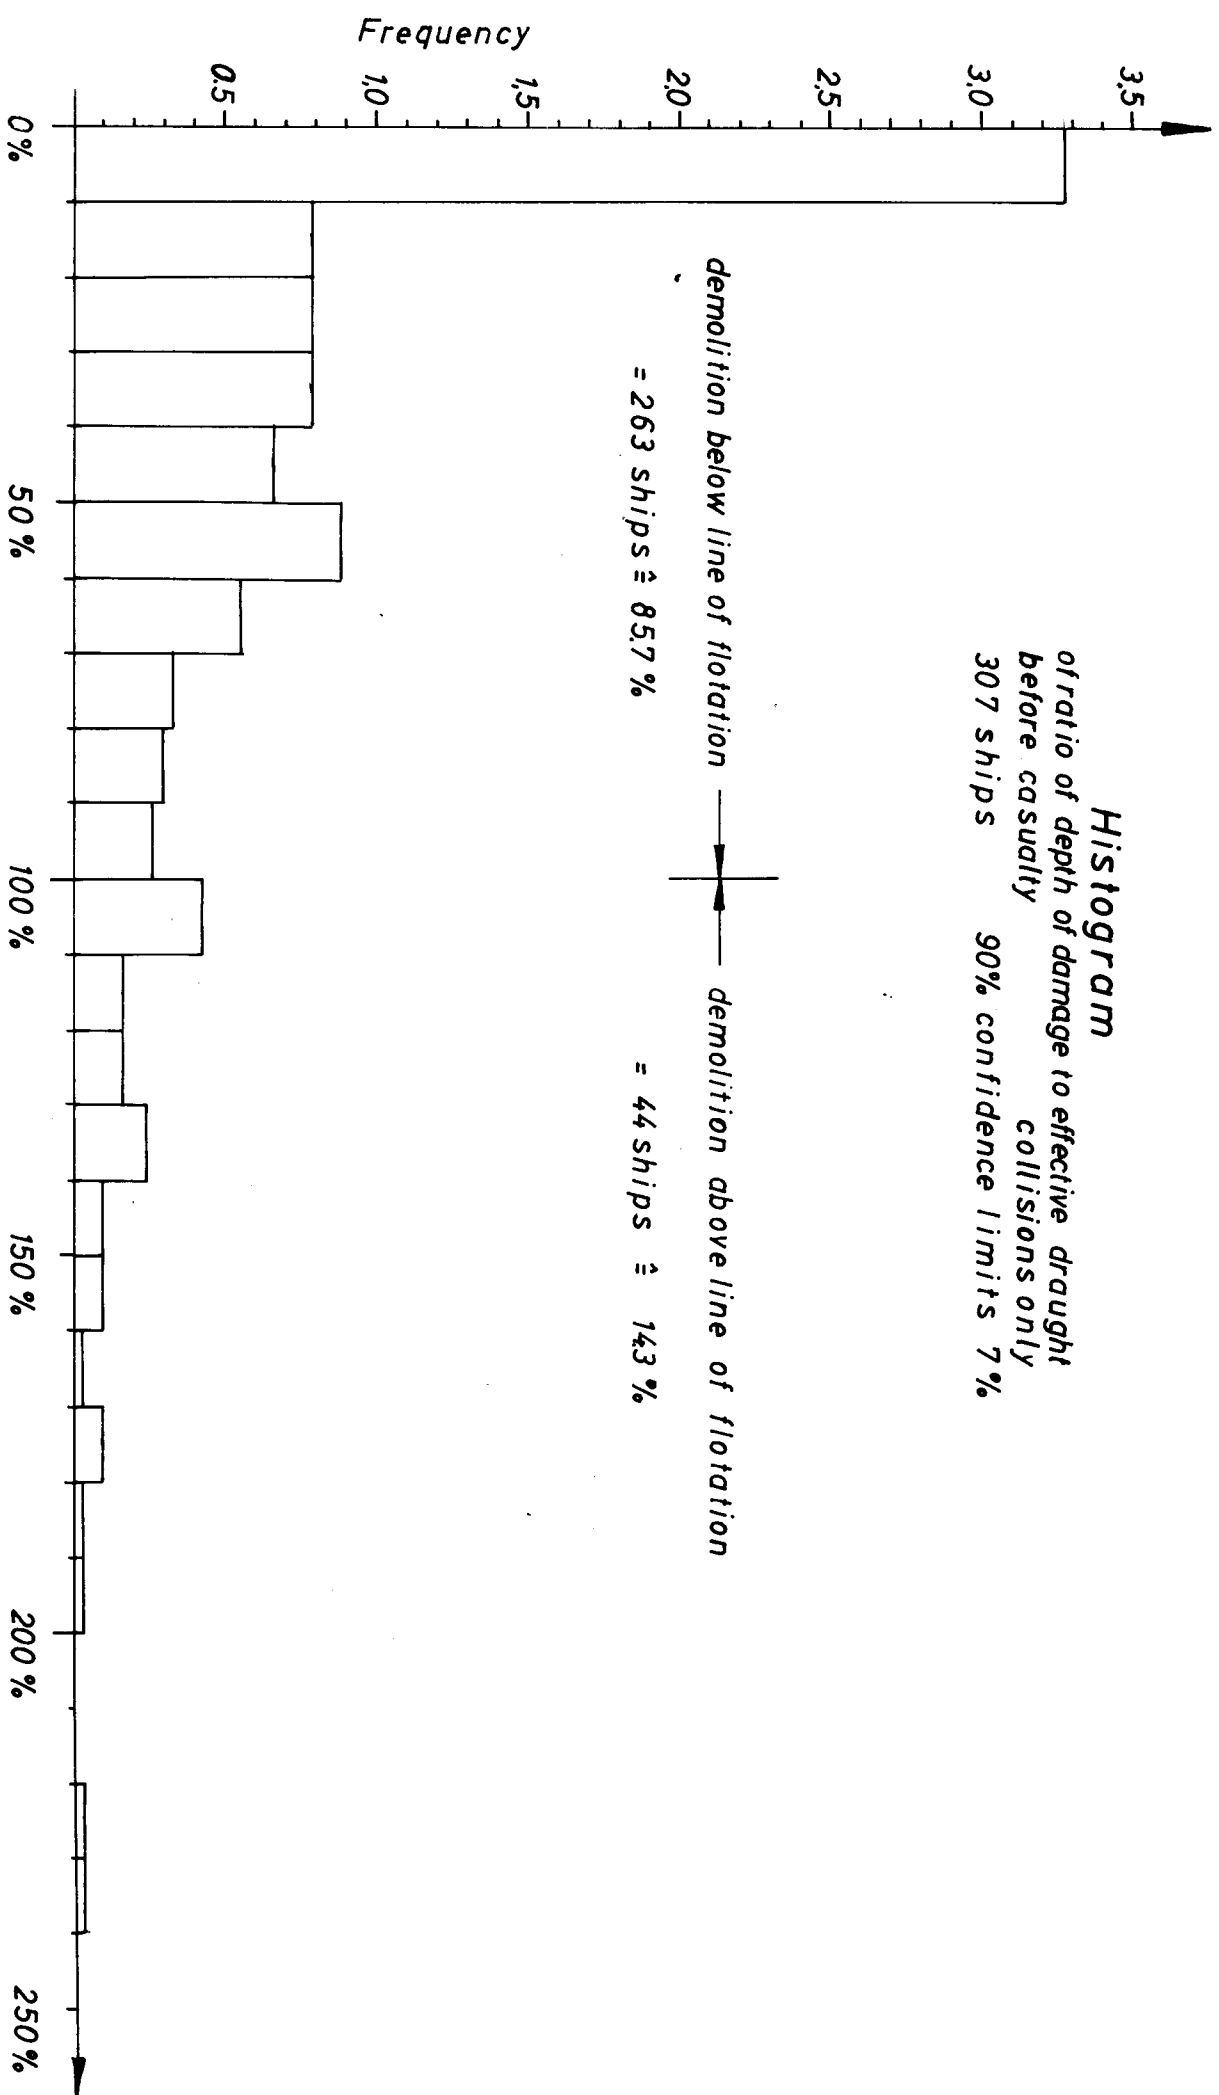 Histogram
of ratio of depth of damage to effective draught
before casualty collisions only
307 ships 90% confidence limits 7%
demolition below line of flotation
= 263 ships ≙ 85.7%
demolition above line of flotation
= 44 ships ≙ 14.3%
Frequency
3.5
3.0
2.5
2.0
1.5
1.0
0.5
0% 50% 100% 150% 200% 250%